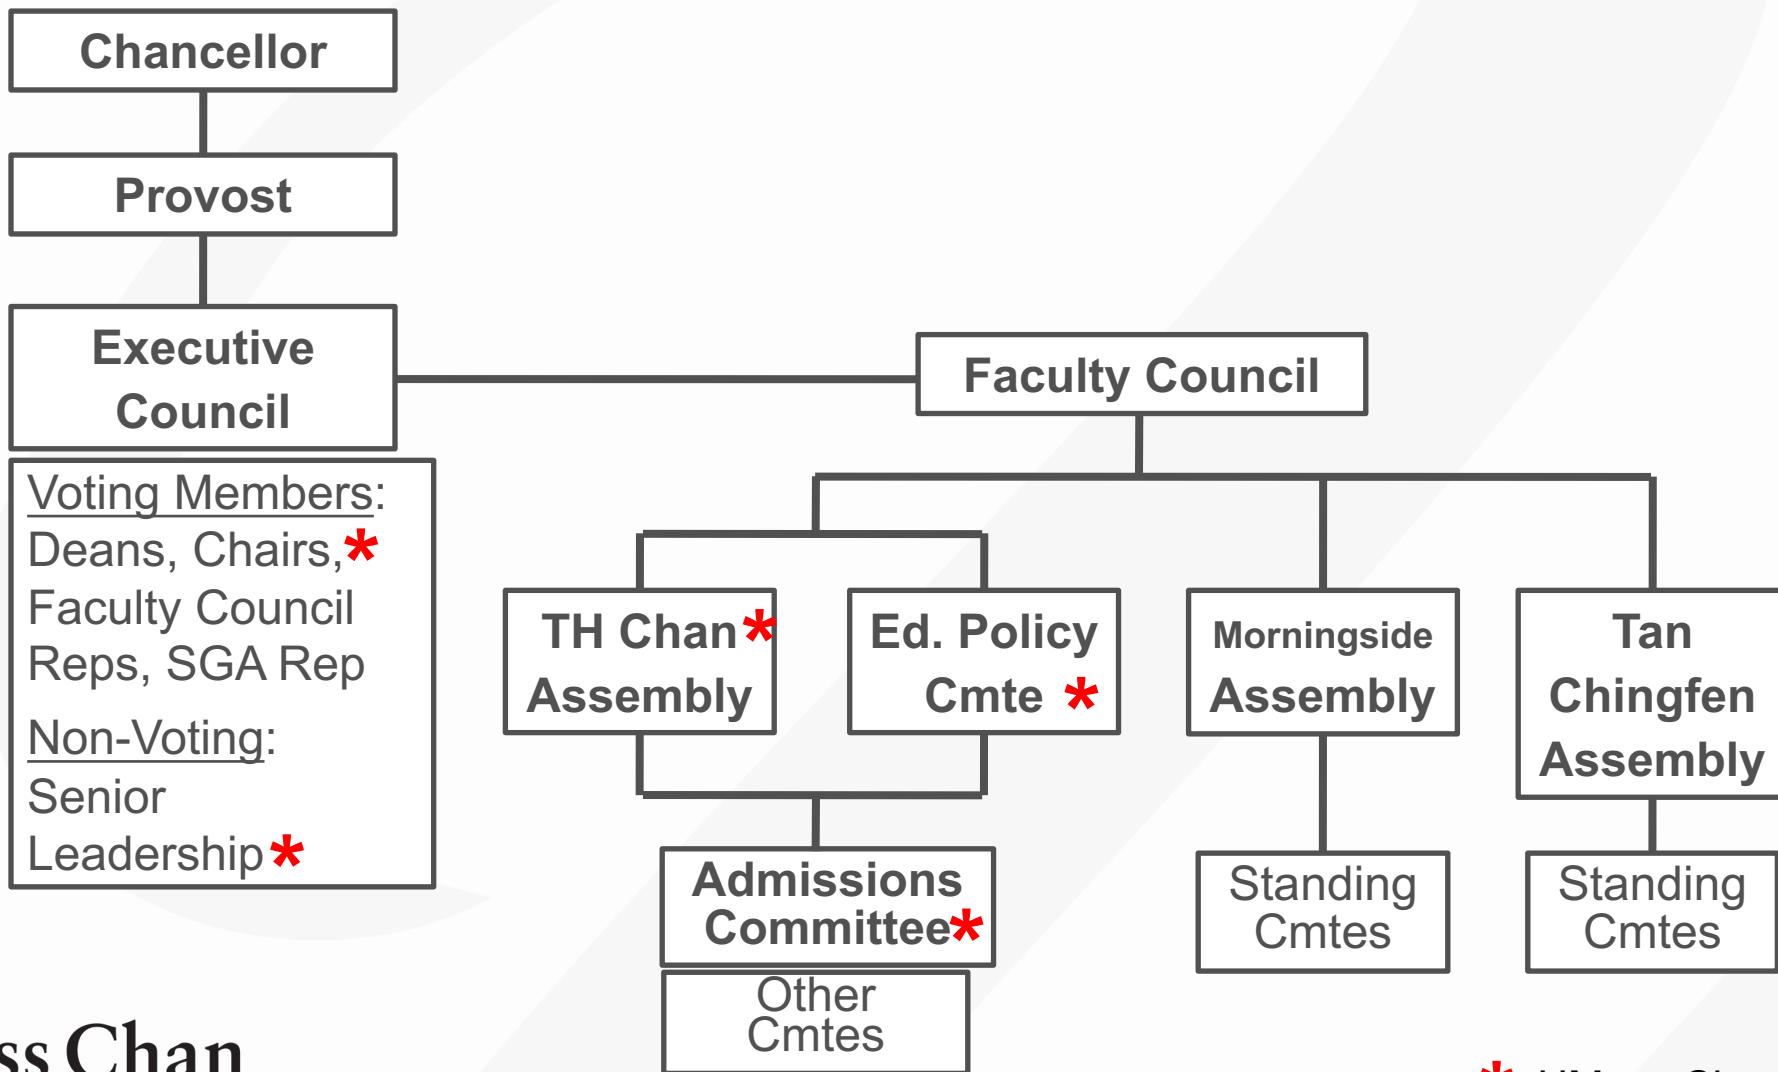 Chancellor
Provost
Executive
Council
Voting Members:
Deans, Chairs,*
Faculty Council
Reps, SGA Rep
Non-Voting:
Senior
Leadership*
Faculty Council
TH Chan*
Assembly
Ed. Policy
Cmte *
Morningside
Assembly
Tan
Chingfen
Assembly
Admissions
Committee*
Other
Cmtes
Standing
Cmtes
Standing
Cmtes
ss Chan
*